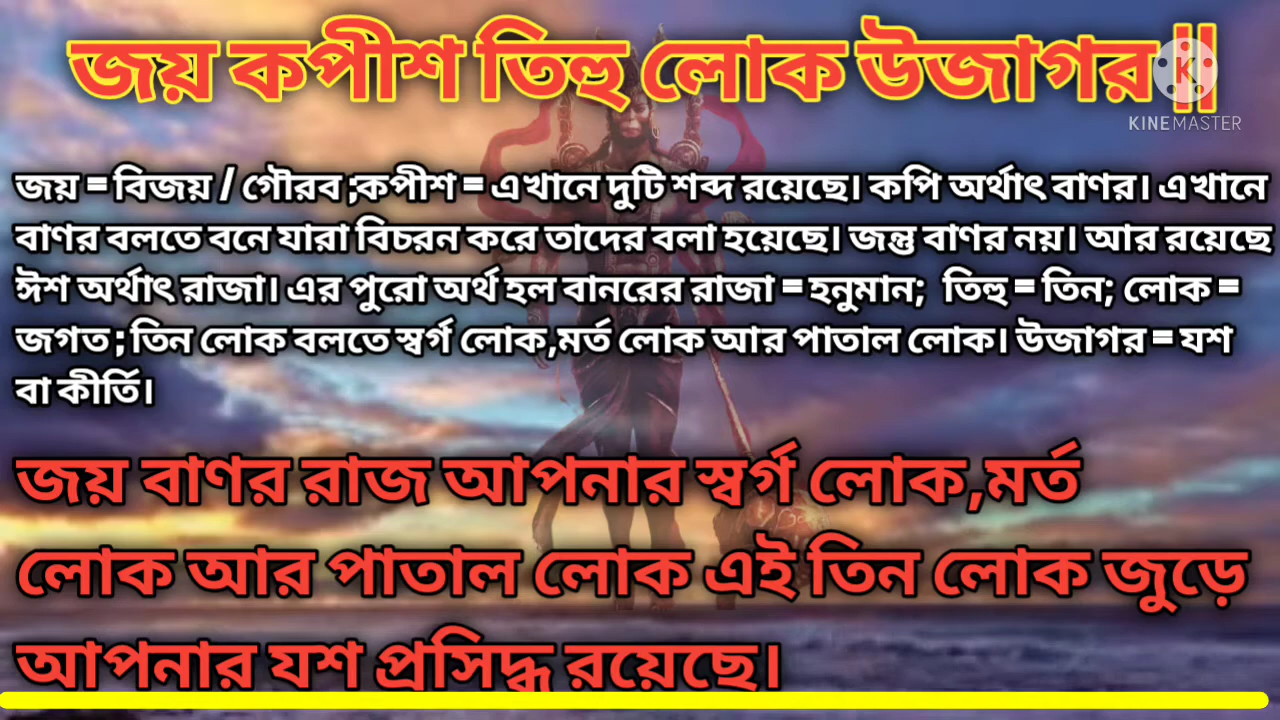 জয় কপীশ তিহু লোক উজাগর ||
KINEMASTER
জয় = বিজয় / গৌরব ;কপীশ = এখানে দুটি শব্দ রয়েছে। কপি অর্থাৎ বাণর। এখানে
বাণর বলতে বনে যারা বিচরন করে তাদের বলা হয়েছে। জন্তু বাণর নয়। আর রয়েছে
ঈশ অর্থাৎ রাজা। এর পুরো অর্থ হল বানরের রাজা = হনুমান; তিহু = তিন; লোক =
জগত ; তিন লোক বলতে স্বর্গ লোক,মর্ত লোক আর পাতাল লোক। উজাগর = যশ
বা কীর্তি।
জয় বাণর রাজ আপনার স্বর্গ লোক,মর্ত
লোক আর পাতাল লোক এই তিন লোক জুড়ে
আপনার যশ প্রসিদ্ধ রয়েছে।